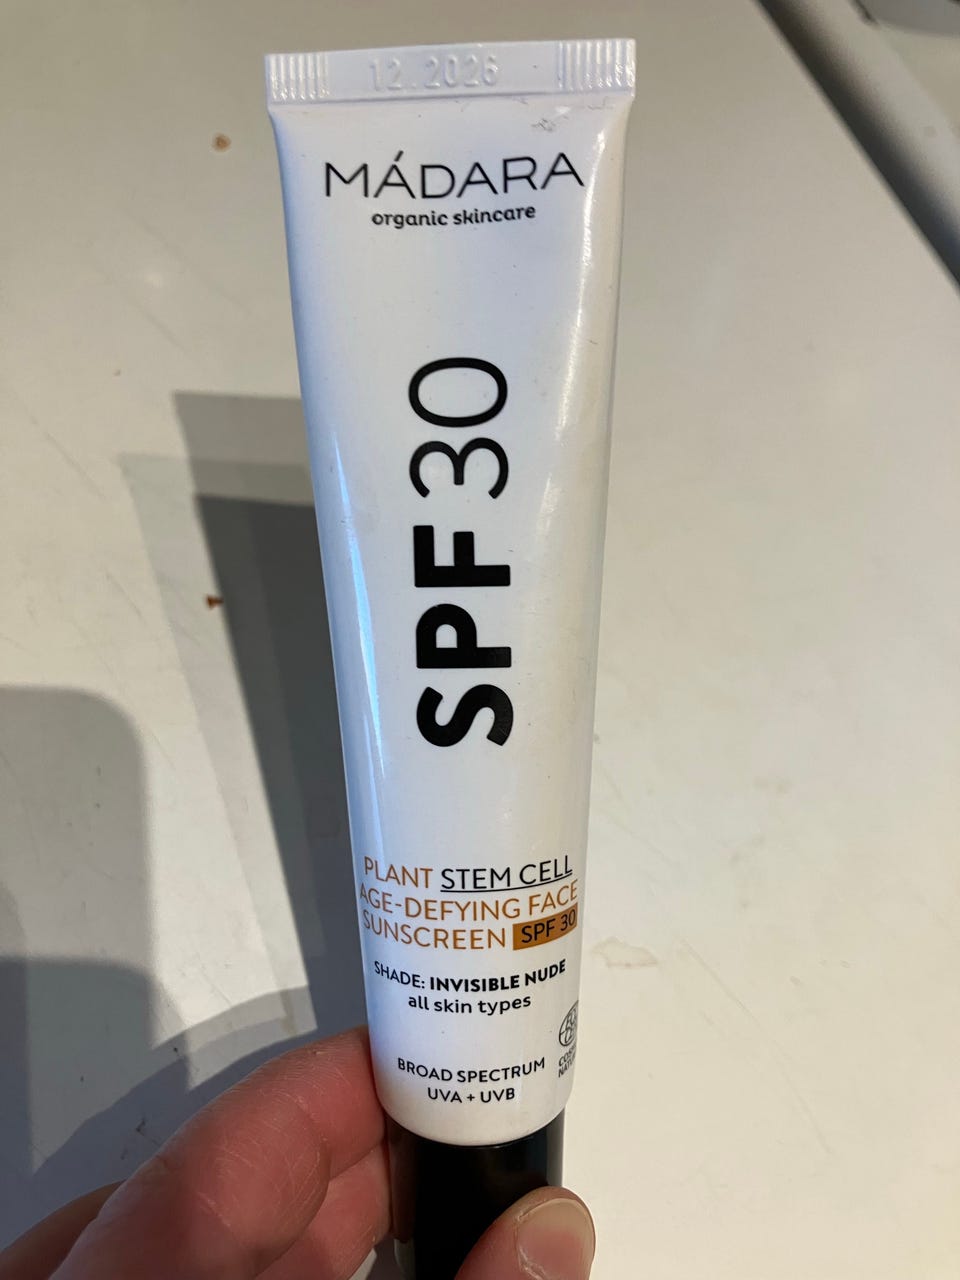 12.2026
MÁDARA
organic skincare
SPF 30
PLANT STEM CELL
AGE-DEFYING FACE
SUNSCREEN SPF 30
SHADE: INVISIBLE NUDE
all skin types
BROAD SPECTRUM
UVA + UVB